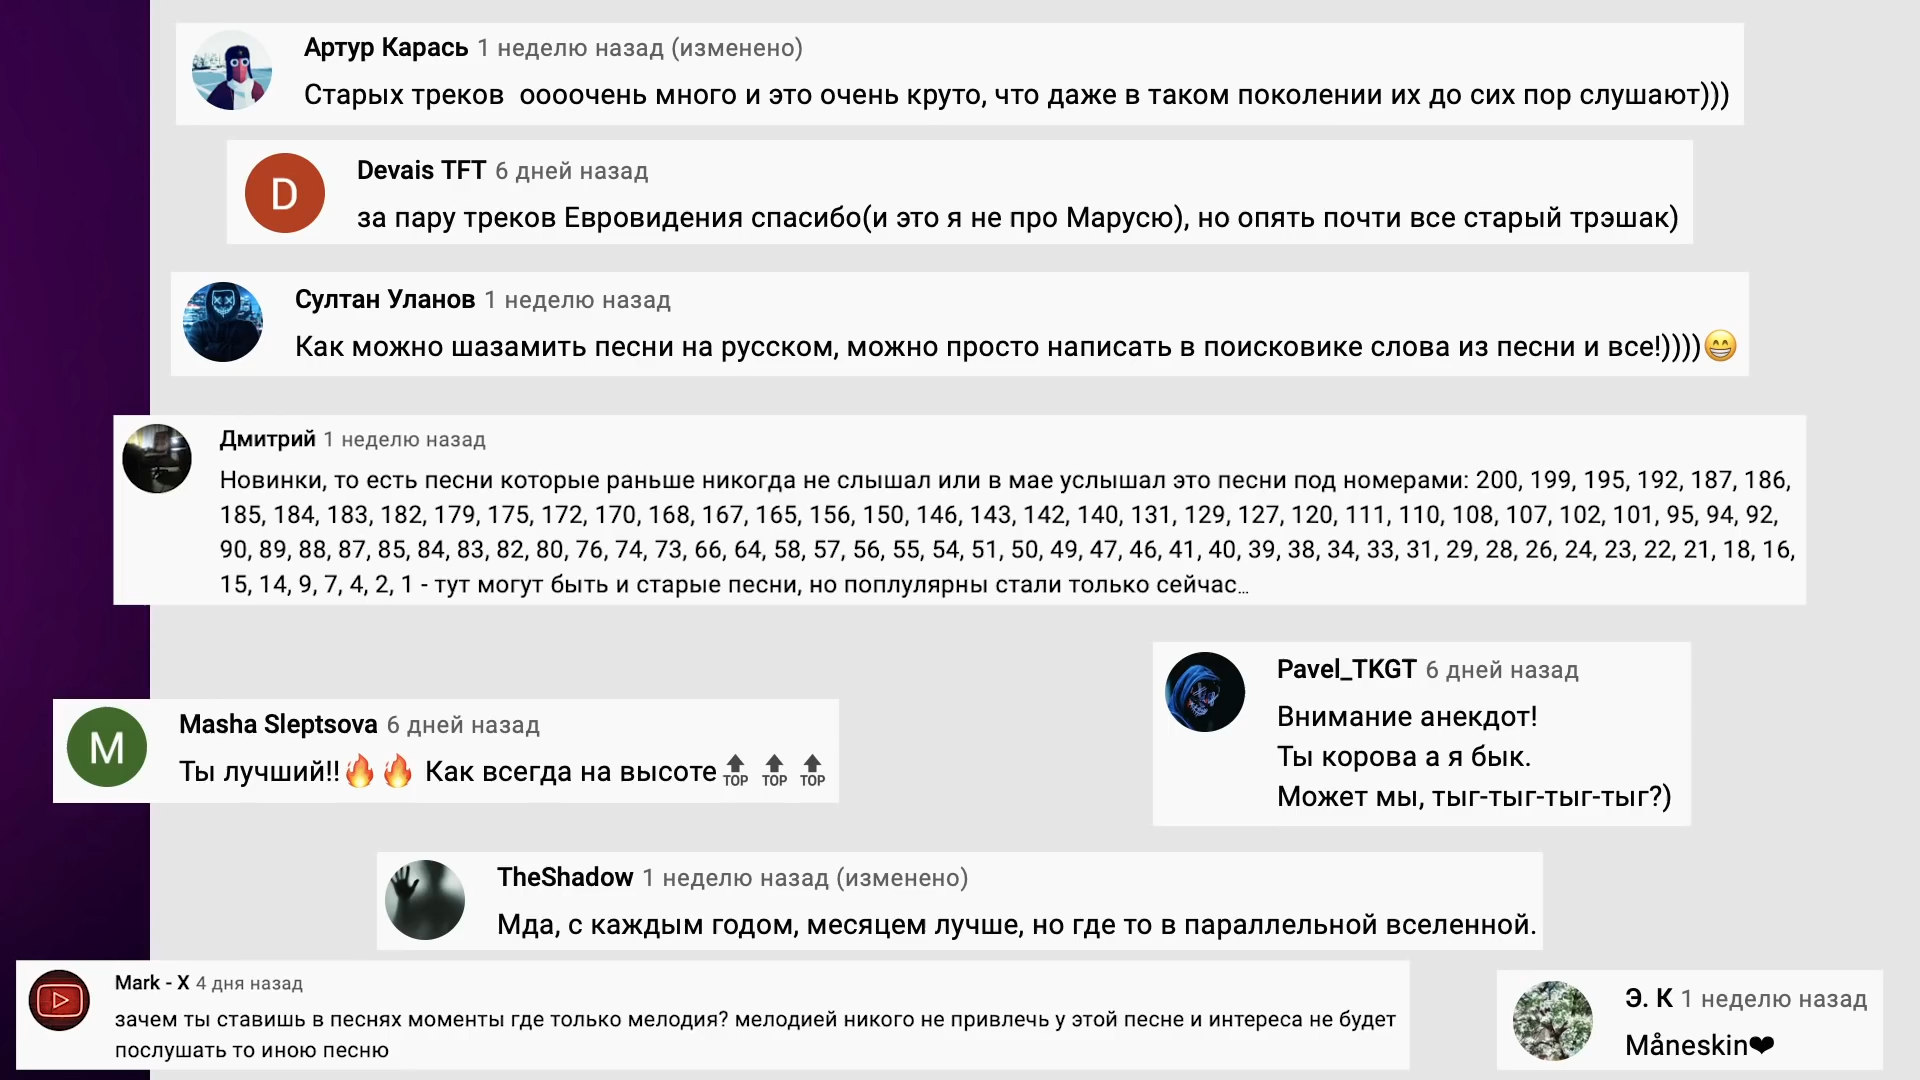 Артур Карась 1 неделю назад (изменено)
Старых треков оооочень много и это очень круто, что даже в таком поколении их до сих пор слушают)))
D
Devais TFT 6 дней назад
за пару треков Евровидения спасибо(и это я не про Марусю), но опять почти все старый трэшак)
Султан Уланов 1 неделю назад
Как можно шазамить песни на русском, можно просто написать в поисковике слова из песни и все!))))😁
Дмитрий 1 неделю назад
Новинки, то есть песни которые раньше никогда не слышал или в мае услышал это песни под номерами: 200, 199, 195, 192, 187, 186,
185, 184, 183, 182, 179, 175, 172, 170, 168, 167, 165, 156, 150, 146, 143, 142, 140, 131, 129, 127, 120, 111, 110, 108, 107, 102, 101, 95, 94, 92,
90, 89, 88, 87, 85, 84, 83, 82, 80, 76, 74, 73, 66, 64, 58, 57, 56, 55, 54, 51, 50, 49, 47, 46, 41, 40, 39, 38, 34, 33, 31, 29, 28, 26, 24, 23, 22, 21, 18, 16,
15, 14, 9, 7, 4, 2, 1 - тут могут быть и старые песни, но поплулярны стали только сейчас...
Pavel_TKGT 6 дней назад
Внимание анекдот!
Ты корова а я бык.
Может мы, тыг-тыг-тыг-тыг?)
M
Masha Sleptsova 6 дней назад
Ты лучший!!🔥🔥 Как всегда на высоте🔝🔝🔝
TheShadow 1 неделю назад (изменено)
Мда, с каждым годом, месяцем лучше, но где то в параллельной вселенной.
Mark - X 4 дня назад
зачем ты ставишь в песнях моменты где только мелодия? мелодией никого не привлечь у этой песне и интереса не будет
послушать то иною песню
Э. К 1 неделю назад
Måneskin❤